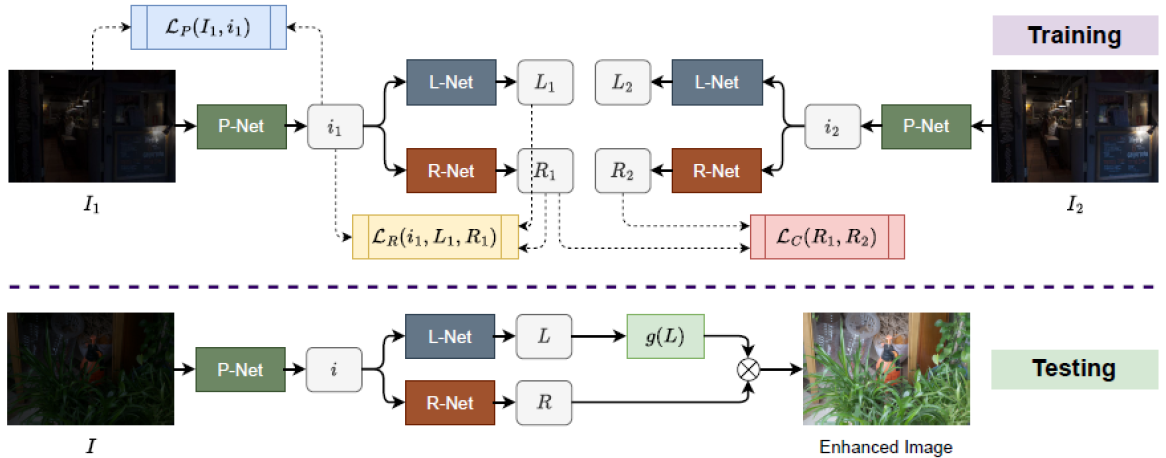 $\mathcal{L}_P(I_1, i_1)$
Training
L-Net $L_1$ $L_2$ L-Net
P-Net $i_1$ $i_2$ P-Net
R-Net $R_1$ $R_2$ R-Net
$I_1$ $I_2$
$\mathcal{L}_R(i_1, L_1, R_1)$ $\mathcal{L}_C(R_1, R_2)$
L-Net $L$ $g(L)$
P-Net $i$ Testing
R-Net $R$
$I$ Enhanced Image